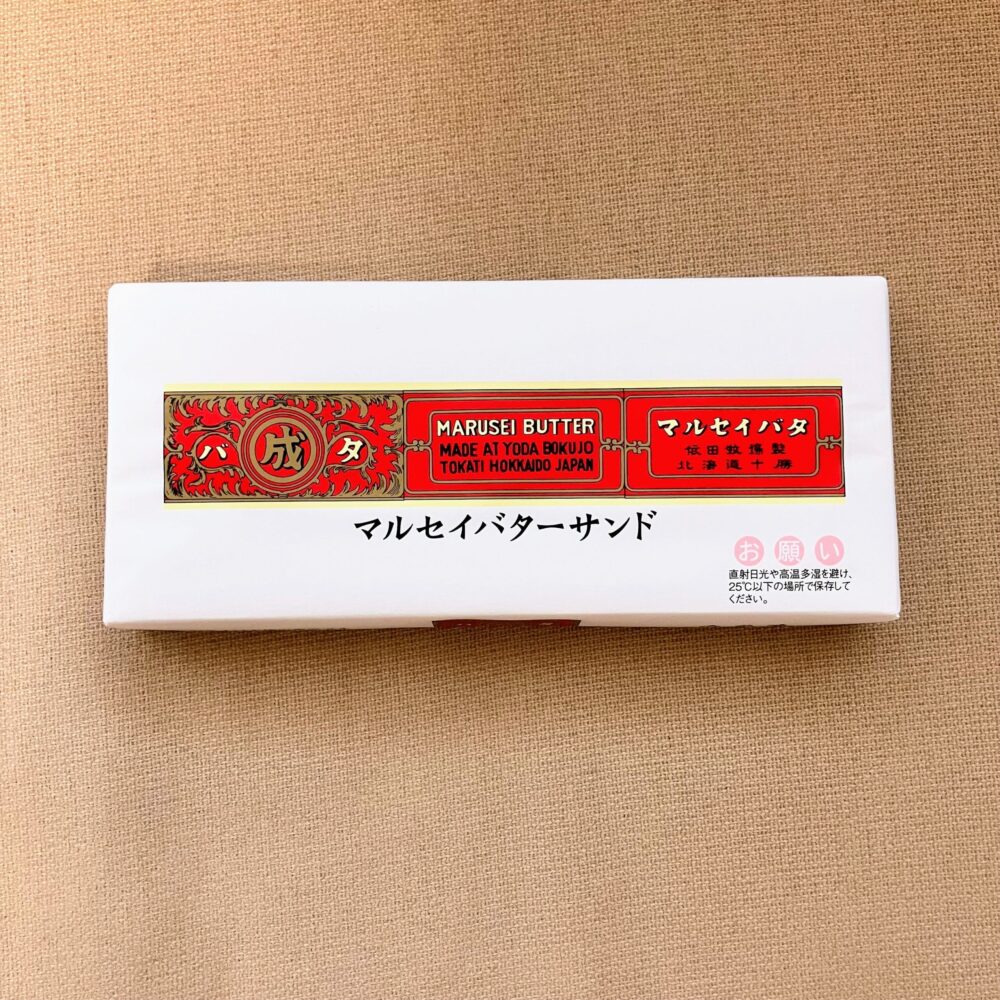 バ成タ
MARUSEI BUTTER
MADE AT YODA BOKUJO
TOKATI HOKKAIDO JAPAN
マルセイバタ
依田牧場製
北海道十勝
マルセイバターサンド
お願い
直射日光や高温多湿を避け、
25℃以下の場所で保存して
ください。